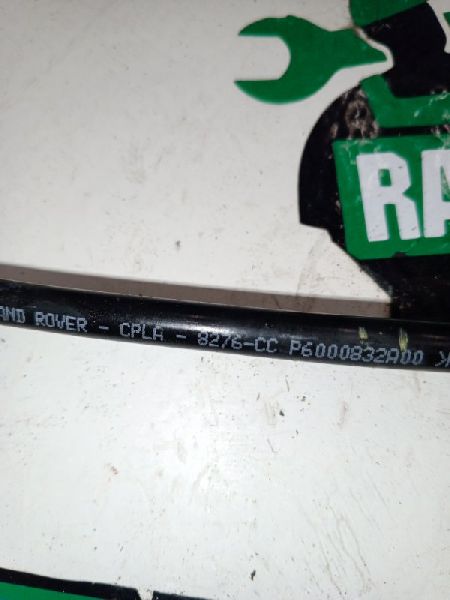 RA
AND ROVER - CPLA - 8276-CC P6000832A00